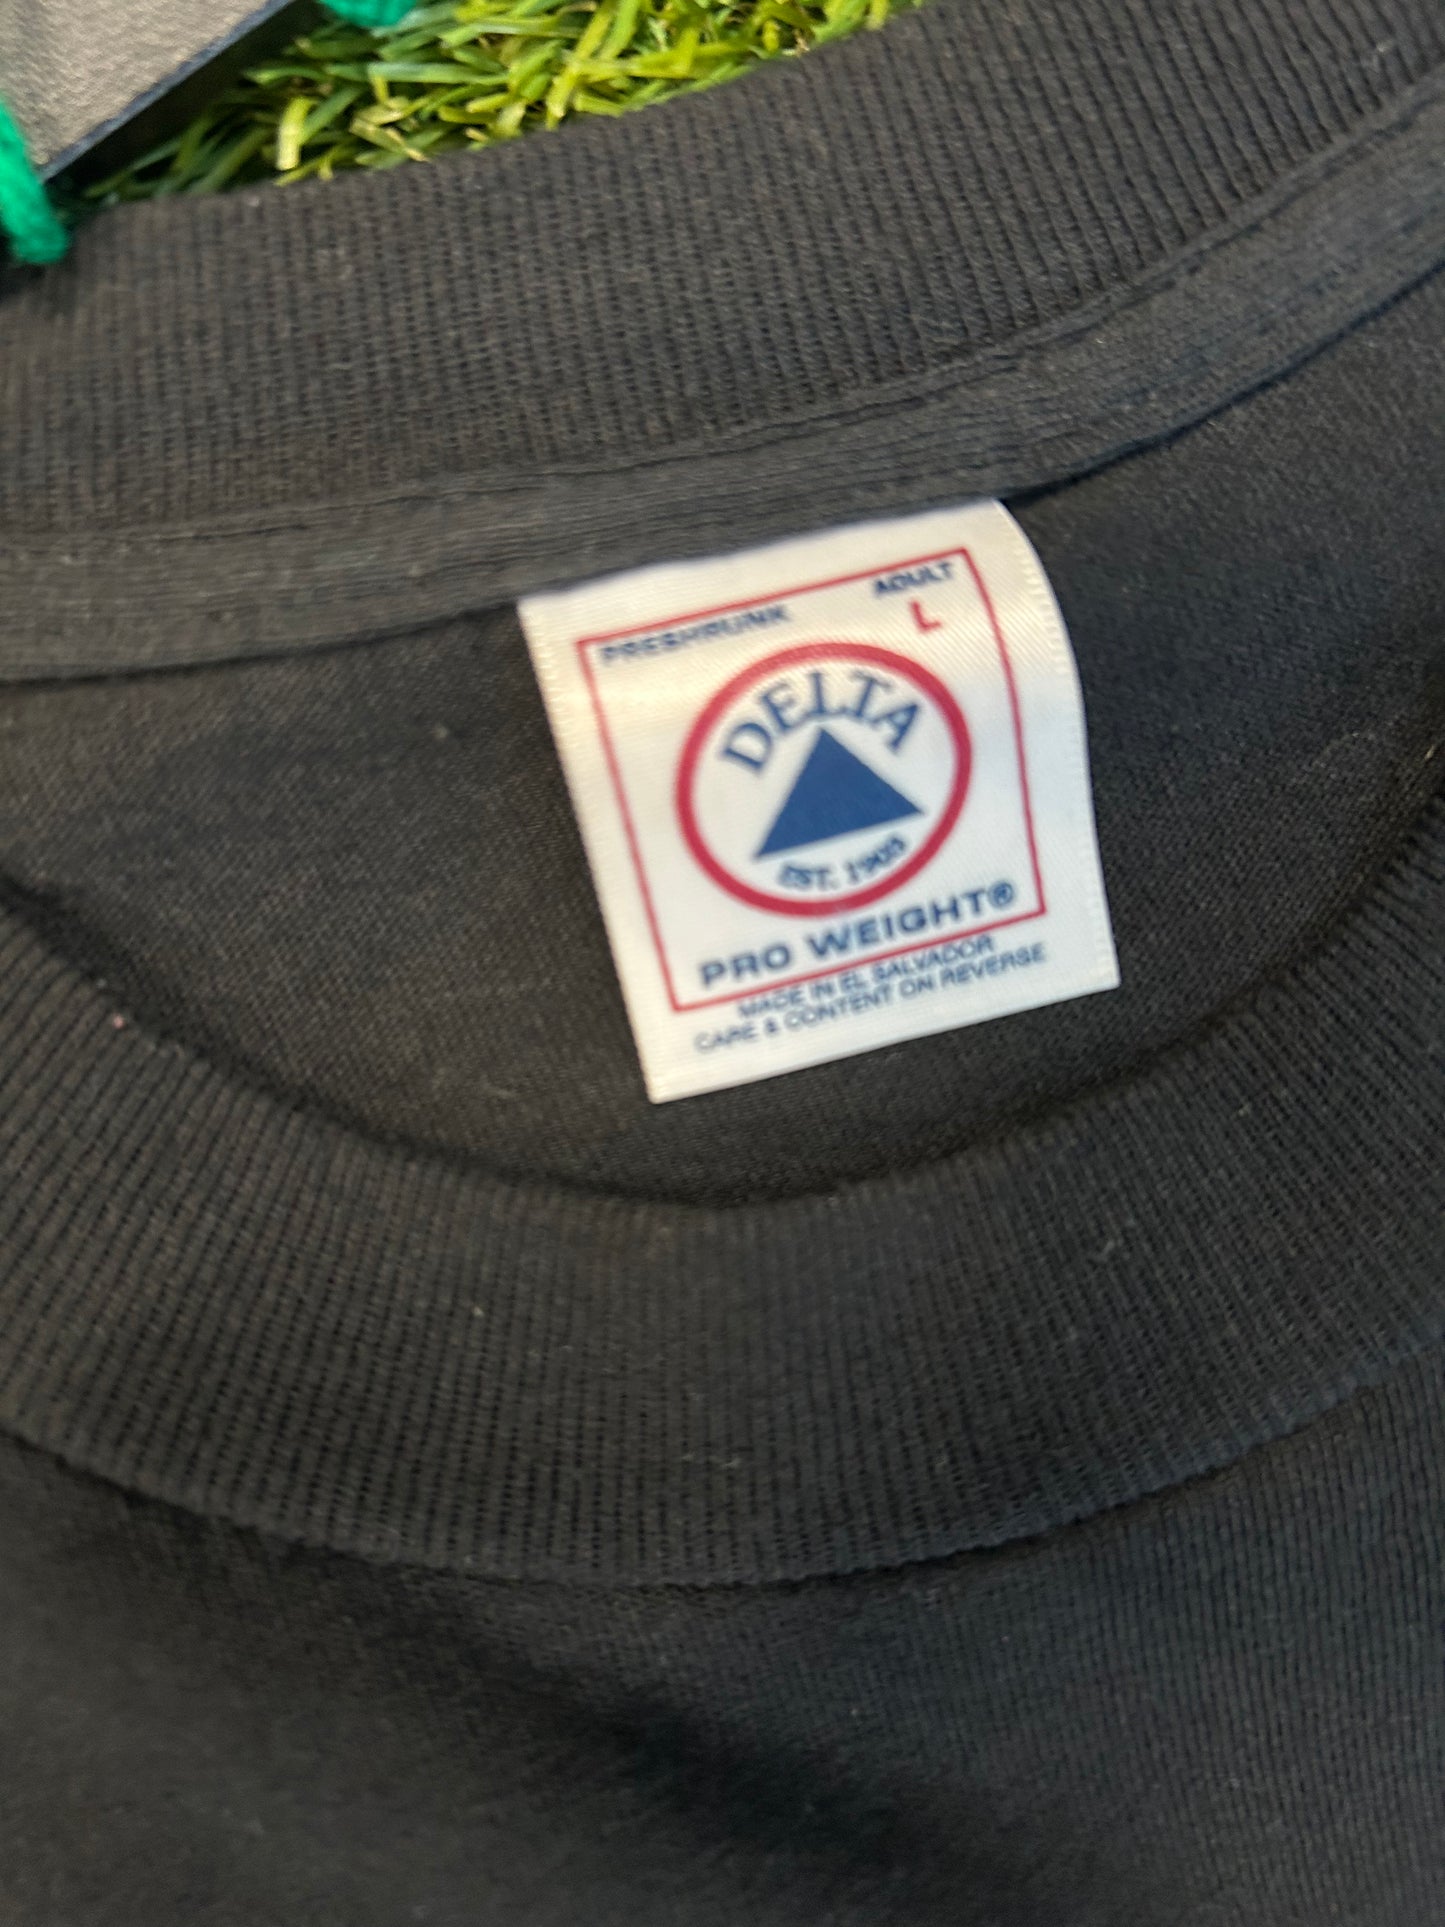 PRESHRUNK
ADULT
L
DELTA
EST. 1903
PRO WEIGHT®
MADE IN EL SALVADOR
CARE & CONTENT ON REVERSE